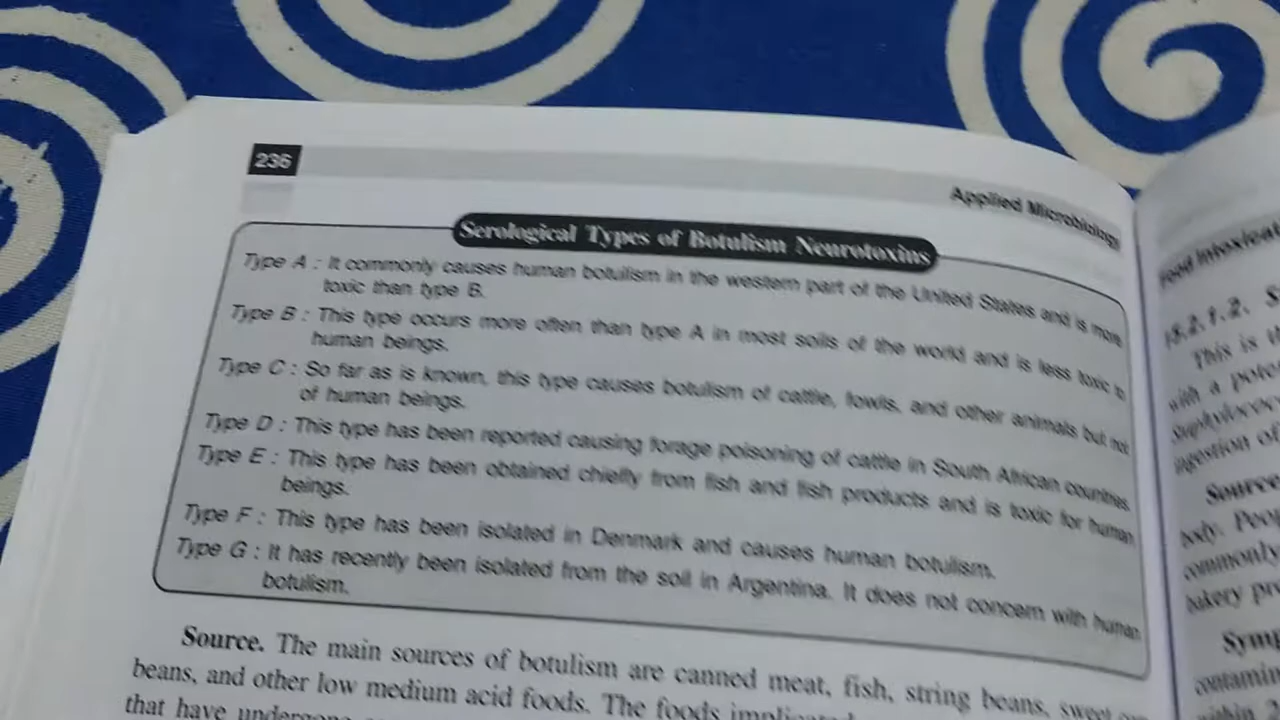 236
Applied Microbiology
Serological Types of Botulism Neurotoxins
Type A : It commonly causes human botulism in the western part of the United States and is more
toxic than type B.
Type B : This type occurs more often than type A in most soils of the world and is less toxic to
human beings.
Type C : So far as is known, this type causes botulism of cattle, fowls, and other animals but not
of human beings.
Type D : This type has been reported causing forage poisoning of cattle in South African countries.
Type E : This type has been obtained chiefly from fish and fish products and is toxic for human
beings.
Type F : This type has been isolated in Denmark and causes human botulism.
Type G : It has recently been isolated from the soil in Argentina. It does not concern with human
botulism.
Source. The main sources of botulism are canned meat, fish, string beans, sweet
beans, and other low medium acid foods. The foods
that have
Food
This is
with a
ingestion of
Source
body.
commonly
bakery